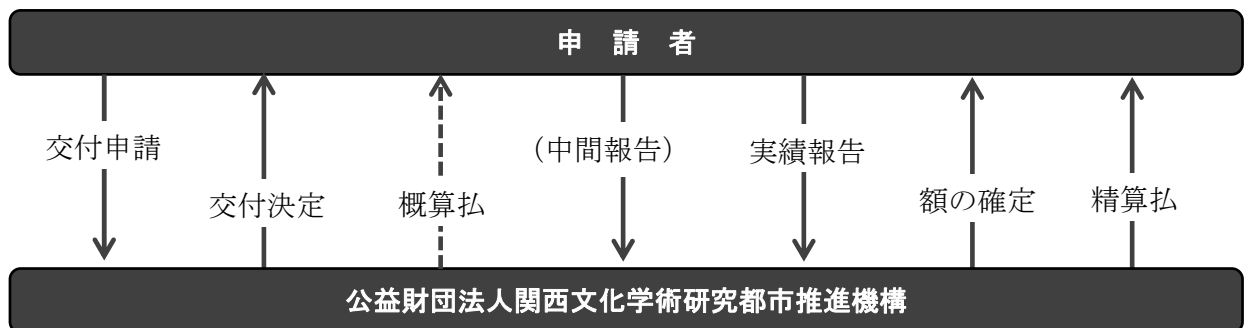 申 請 者
交付申請
交付決定
概算払
（中間報告）
実績報告
額の確定
精算払
公益財団法人関西文化学術研究都市推進機構